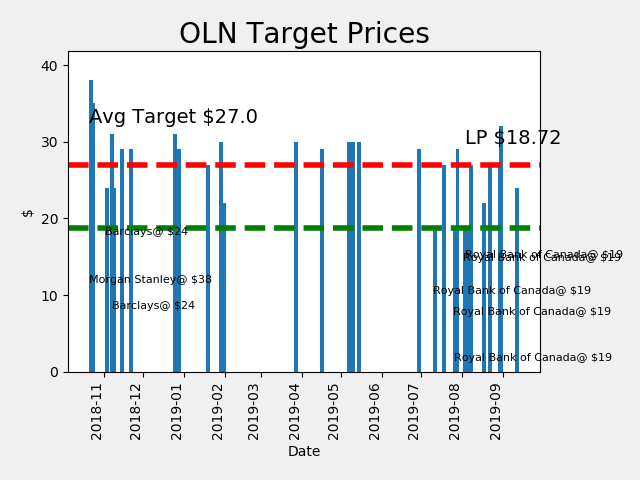 OLN Target Prices
40
30
20
10
0
$
Avg Target $27.0
LP $18.72
Barclays@ $24
Royal Bank of Canada@ $19
Royal Bank of Canada@ $19
Morgan Stanley@ $38
Royal Bank of Canada@ $19
Barclays@ $24
Royal Bank of Canada@ $19
Royal Bank of Canada@ $19
2018-11
2018-12
2019-01
2019-02
2019-03
2019-04
2019-05
2019-06
2019-07
2019-08
2019-09
Date